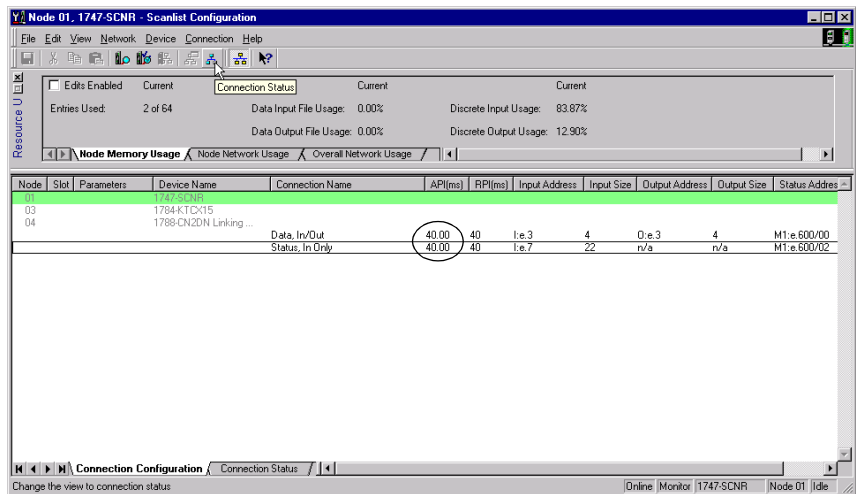 Node 01, 1747-SCNR - Scanlist Configuration
File Edit View Network Device Connection Help
Connection Status
Resource U
Edits Enabled Current Current Current
Entries Used: 2 of 64 Data Input File Usage: 0.00% Discrete Input Usage: 83.87%
Data Output File Usage: 0.00% Discrete Output Usage: 12.90%
Node Memory Usage Node Network Usage Overall Network Usage
Node Slot Parameters Device Name Connection Name API(ms) RPI(ms) Input Address Input Size Output Address Output Size Status Addres
01 1747-SCNR
03 1784-KTCX15
04 1788-CN2DN Linking ...
Data, In/Out 40.00 40 I:e.3 4 O:e.3 4 M1:e.600/00
Status, In Only 40.00 40 I:e.7 22 n/a n/a M1:e.600/02
Connection Configuration Connection Status
Change the view to connection status Online Monitor 1747-SCNR Node 01 Idle